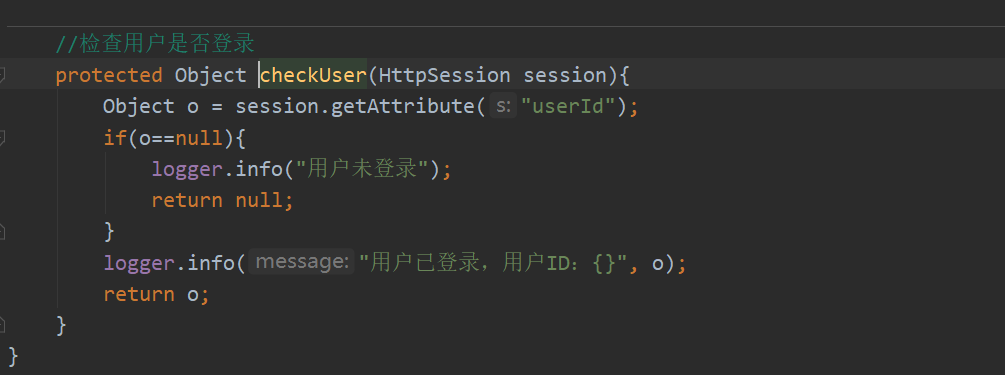 //检查用户是否登录
protected Object checkUser(HttpSession session){
Object o = session.getAttribute( s: "userId");
if(o==null){
logger.info("用户未登录");
return null;
}
logger.info( message: "用户已登录，用户ID：{}", o);
return o;
}
}